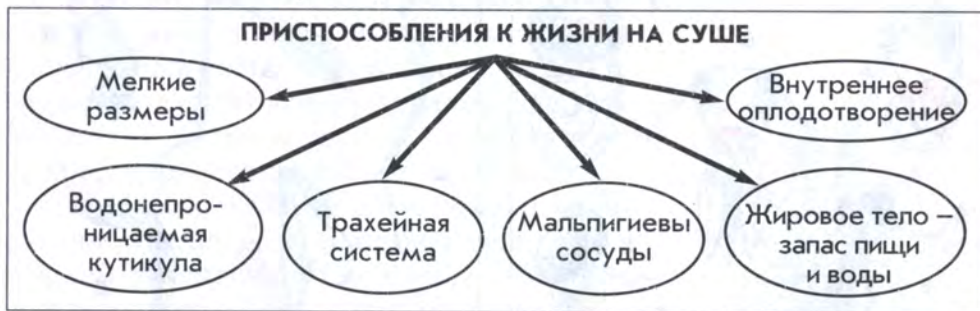 ПРИСПОСОБЛЕНИЯ К ЖИЗНИ НА СУШЕ
Мелкие
размеры
Внутреннее
оплодотворение
Водонепро-
ницаемая
кутикула
Трахейная
система
Мальпигиевы
сосуды
Жировое тело –
запас пищи
и воды